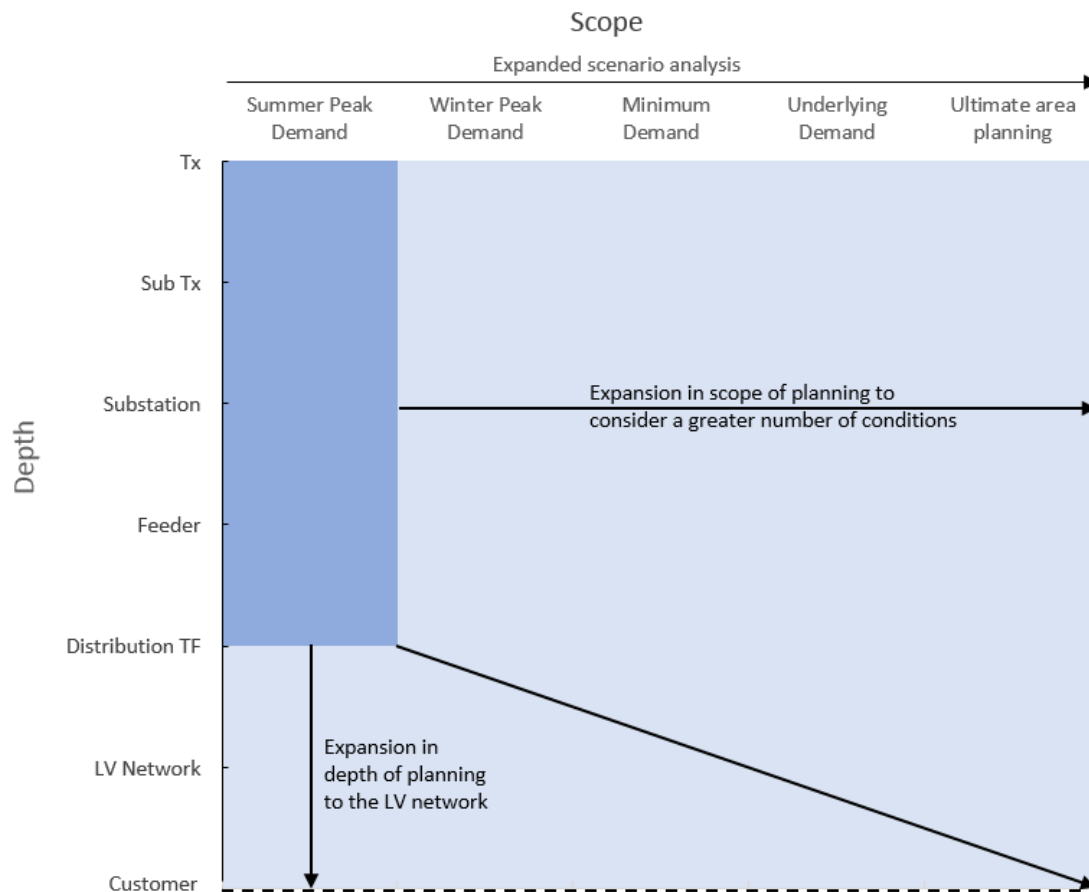 Scope
Expanded scenario analysis
Summer Peak
Demand
Winter Peak
Demand
Minimum
Demand
Underlying
Demand
Ultimate area
planning
Depth
Tx
Sub Tx
Substation
Feeder
Distribution TF
LV Network
Customer
Expansion in scope of planning to
consider a greater number of conditions
Expansion in
depth of planning
to the LV network